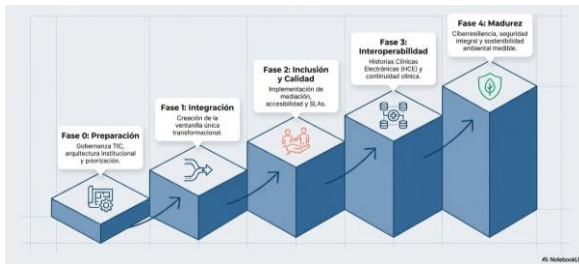 Fase 0: Preparación
Gobernanza TIC,
arquitectura institucional
y priorización.
Fase 1: Integración
Creación de la
ventanilla única
transformacional.
Fase 2: Inclusión
y Calidad
Implementación de
mediación,
accesibilidad y SLAs.
Fase 3:
Interoperabilidad
Historias Clínicas
Electrónicas (HCE) y
continuidad clínica.
Fase 4: Madurez
Ciberresiliencia, seguridad
integral y sostenibilidad
ambiental medible.
NotebookLM